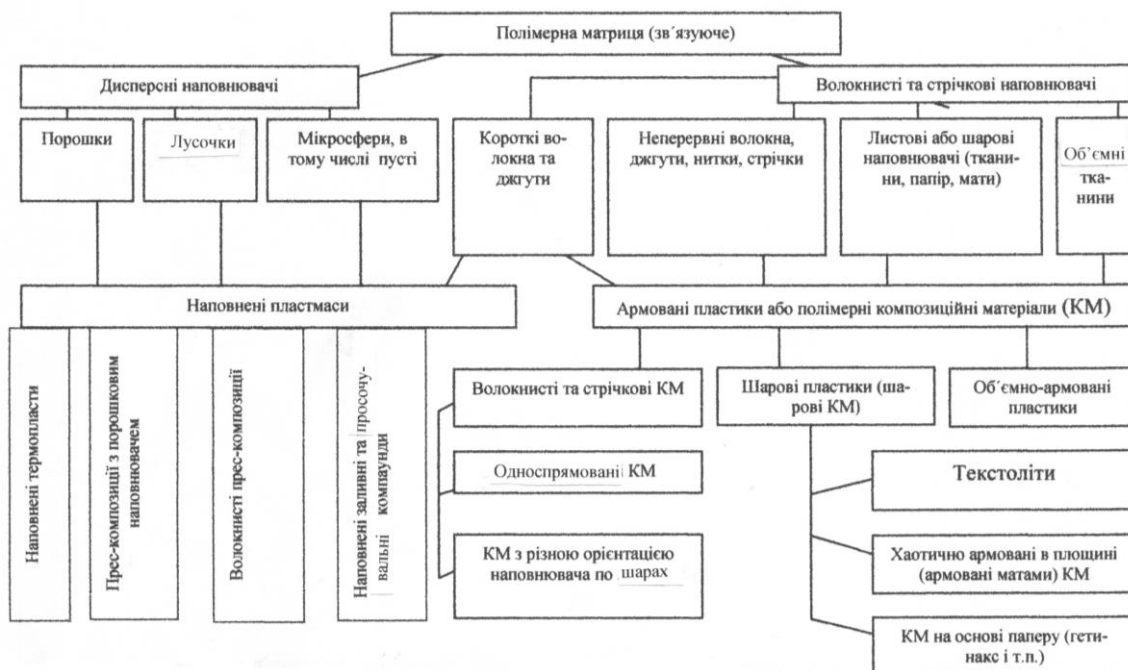 Полімерна матриця (зв´язуюче)
Дисперсні наповнювачі
Волокнисті та стрічкові наповнювачі
Порошки
Лусочки
Мікросфери, в
тому числі пусті
Короткі во-
локна та
джгути
Неперервні волокна,
джгути, нитки, стрічки
Листові або шарові
наповнювачі (ткани-
ни, папір, мати)
Об´ємні
тка-
нини
Наповнені пластмаси
Армовані пластики або полімерні композиційні матеріали (КМ)
Наповнені термопласти
Прес-композиції з порошковим
наповнювачем
Волокнисті прес-композиції
Наповнені заливні та просочу-
вальні компаунди
Волокнисті та стрічкові КМ
Односпрямовані КМ
КМ з різною орієнтацією
наповнювача по шарах
Шарові пластики (ша-
рові КМ)
Об´ємно-армовані
пластики
Текстоліти
Хаотично армовані в площині
(армовані матами) КМ
КМ на основі паперу (гети-
накс і т.п.)